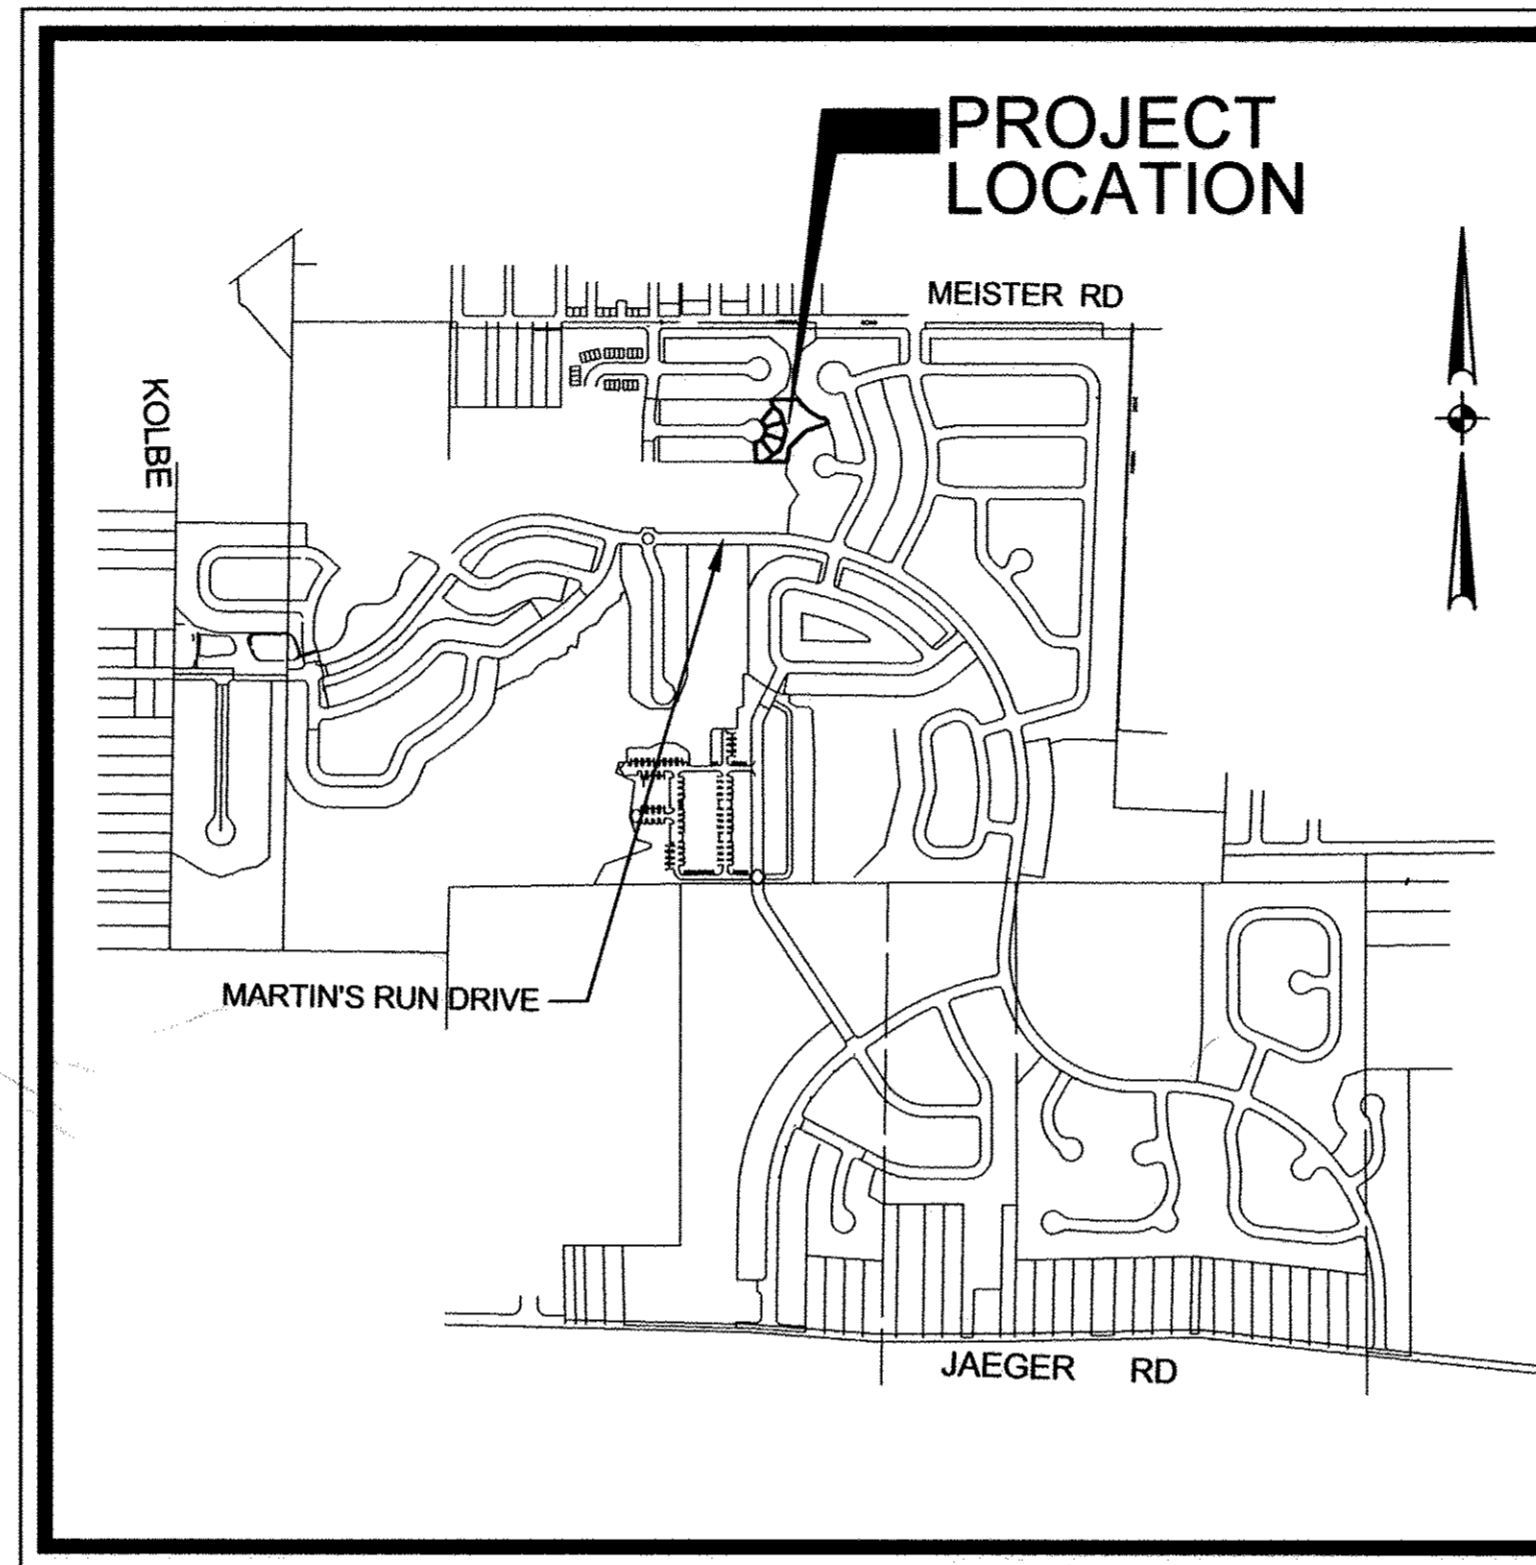 PROJECT
LOCATION
MEISTER RD
KOLBE
MARTIN'S RUN DRIVE
JAEGER RD